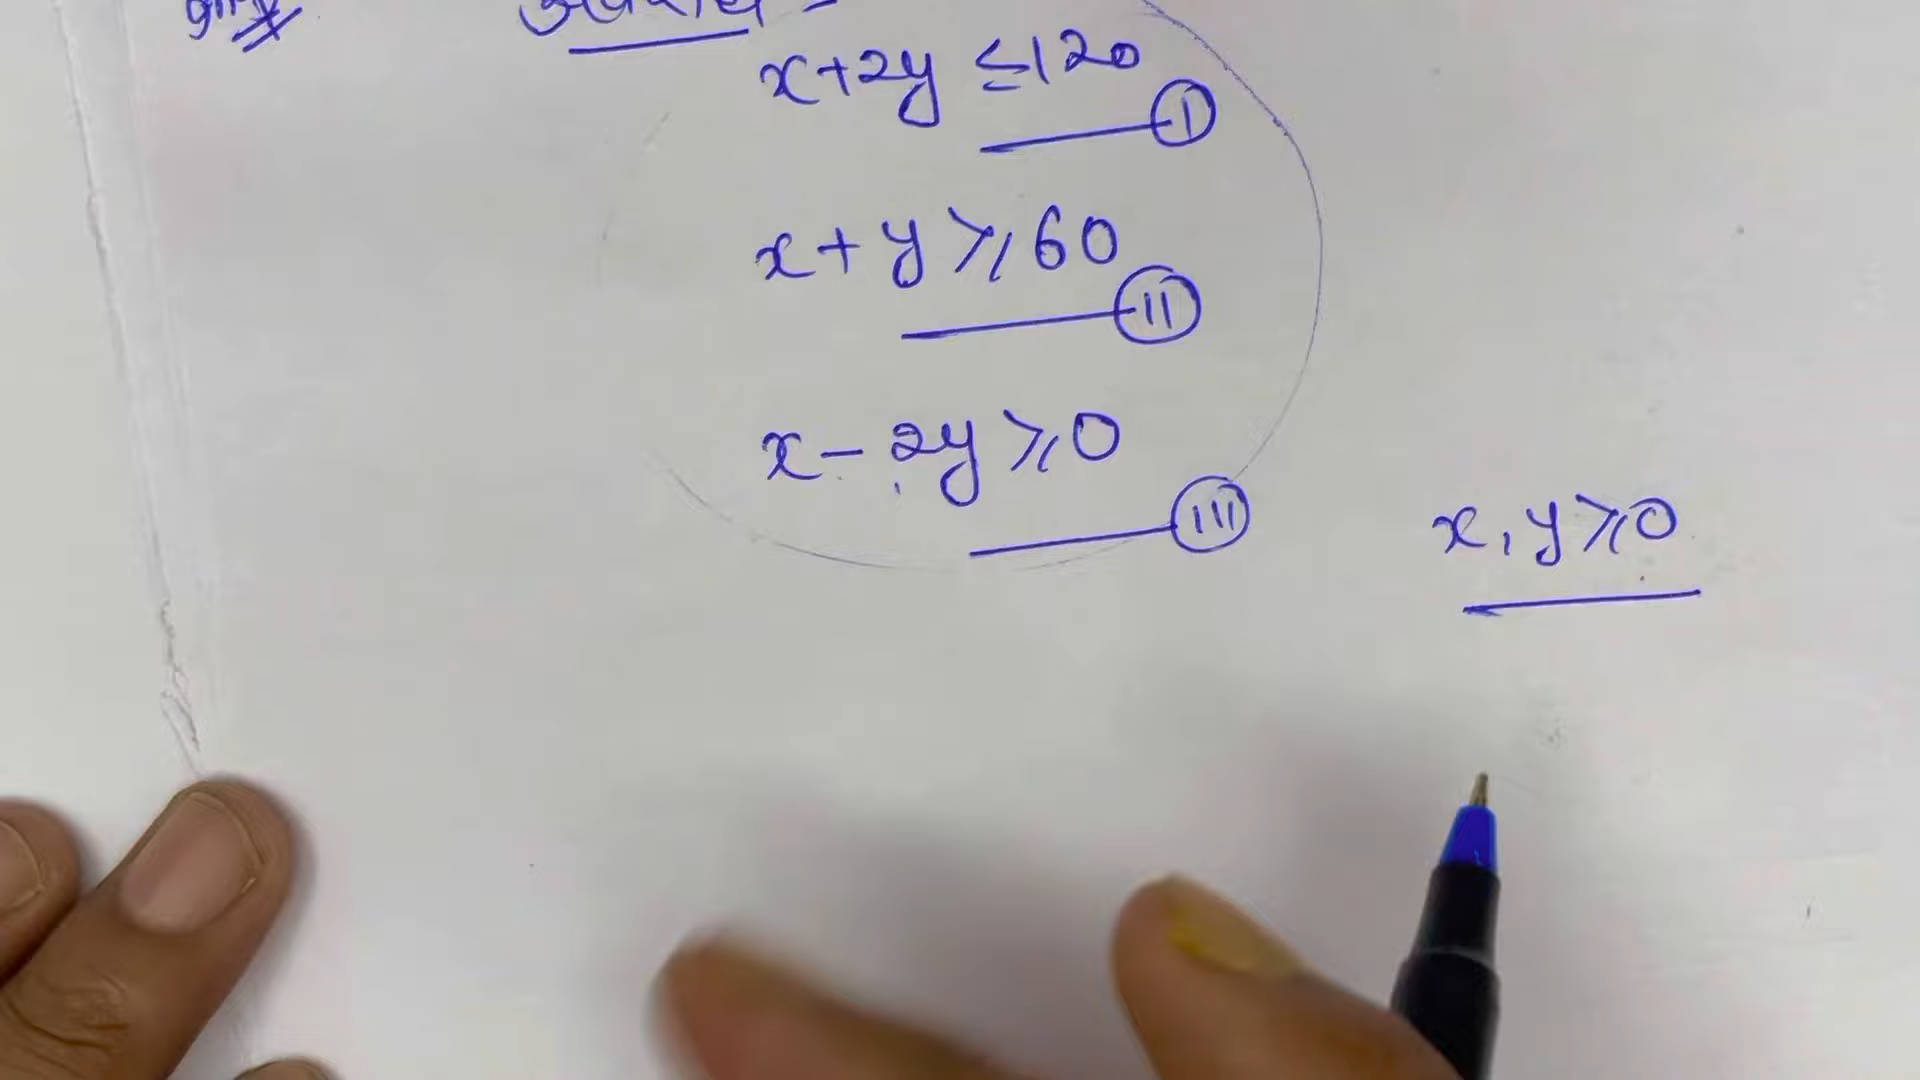 x+2y ≤120
I
x+y ≥60
II
x-2y ≥0
III
x, y ≥0